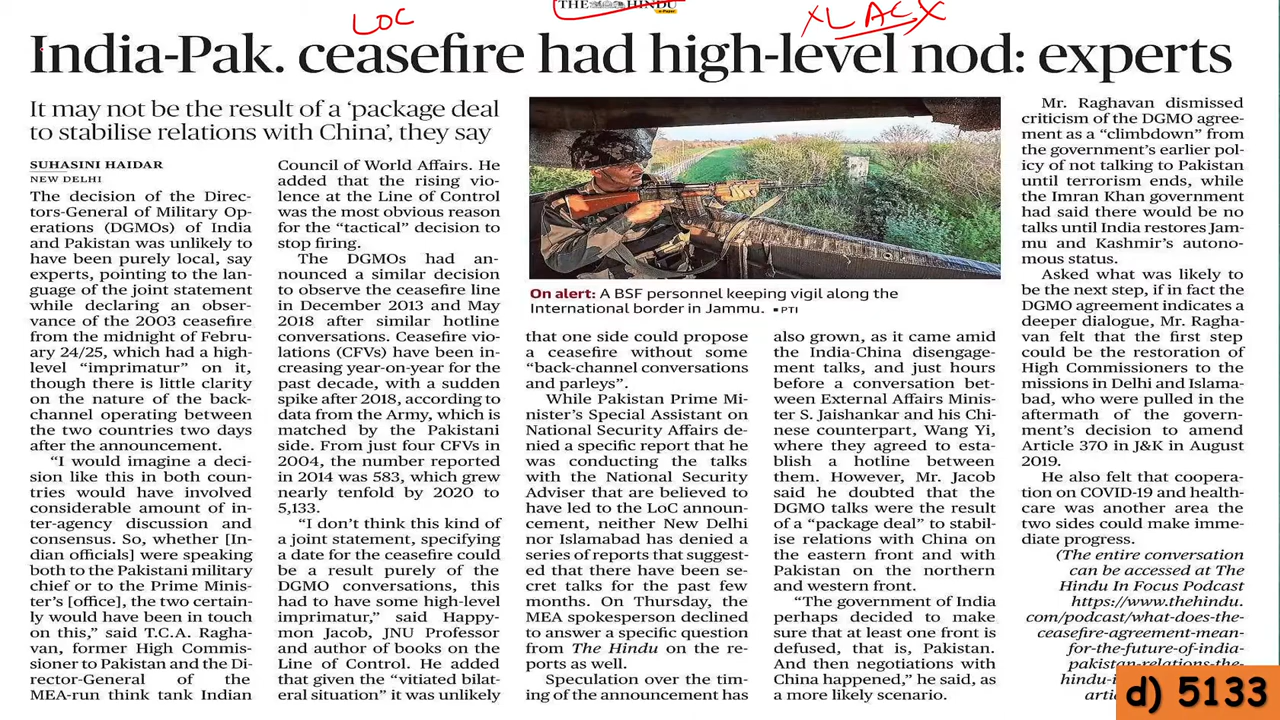 THE HINDU
LOC
X LAC X
India-Pak. ceasefire had high-level nod: experts
It may not be the result of a ‘package deal
to stabilise relations with China’, they say
SUHASINI HAIDAR
NEW DELHI
The decision of the Direc-
tors-General of Military Op-
erations (DGMOs) of India
and Pakistan was unlikely to
have been purely local, say
experts, pointing to the lan-
guage of the joint statement
while declaring an obser-
vance of the 2003 ceasefire
from the midnight of Febru-
ary 24/25, which had a high-
level “imprimatur” on it,
though there is little clarity
on the nature of the back-
channel operating between
the two countries two days
after the announcement.
“I would imagine a deci-
sion like this in both coun-
tries would have involved
considerable amount of in-
ter-agency discussion and
consensus. So, whether [In-
dian officials] were speaking
both to the Pakistani military
chief or to the Prime Minis-
ter’s [office], the two certain-
ly would have been in touch
on this,” said T.C.A. Ragha-
van, former High Commis-
sioner to Pakistan and the Di-
rector-General of the
MEA-run think tank Indian
Council of World Affairs. He
added that the rising vio-
lence at the Line of Control
was the most obvious reason
for the “tactical” decision to
stop firing.
The DGMOs had an-
nounced a similar decision
to observe the ceasefire line
in December 2013 and May
2018 after similar hotline
conversations. Ceasefire vio-
lations (CFVs) have been in-
creasing year-on-year for the
past decade, with a sudden
spike after 2018, according to
data from the Army, which is
matched by the Pakistani
side. From just four CFVs in
2004, the number reported
in 2014 was 583, which grew
nearly tenfold by 2020 to
5,133.
“I don’t think this kind of
a joint statement, specifying
a date for the ceasefire could
be a result purely of the
DGMO conversations, this
had to have some high-level
imprimatur,” said Happy-
mon Jacob, JNU Professor
and author of books on the
Line of Control. He added
that given the “vitiated bilat-
eral situation” it was unlikely
On alert: A BSF personnel keeping vigil along the
International border in Jammu. ▪ PTI
that one side could propose
a ceasefire without some
“back-channel conversations
and parleys”.
While Pakistan Prime Mi-
nister’s Special Assistant on
National Security Affairs de-
nied a specific report that he
was conducting the talks
with the National Security
Adviser that are believed to
have led to the LoC announ-
cement, neither New Delhi
nor Islamabad has denied a
series of reports that suggest-
ed that there have been se-
cret talks for the past few
months. On Thursday, the
MEA spokesperson declined
to answer a specific question
from The Hindu on the re-
ports as well.
Speculation over the tim-
ing of the announcement has
also grown, as it came amid
the India-China disengage-
ment talks, and just hours
before a conversation bet-
ween External Affairs Minis-
ter S. Jaishankar and his Chi-
nese counterpart, Wang Yi,
where they agreed to esta-
blish a hotline between
them. However, Mr. Jacob
said he doubted that the
DGMO talks were the result
of a “package deal” to stabil-
ise relations with China on
the eastern front and with
Pakistan on the northern
and western front.
“The government of India
perhaps decided to make
sure that at least one front is
defused, that is, Pakistan.
And then negotiations with
China happened,” he said, as
a more likely scenario.
Mr. Raghavan dismissed
criticism of the DGMO agree-
ment as a “climbdown” from
the government’s earlier pol-
icy of not talking to Pakistan
until terrorism ends, while
the Imran Khan government
had said there would be no
talks until India restores Jam-
mu and Kashmir’s autono-
mous status.
Asked what was likely to
be the next step, if in fact the
DGMO agreement indicates a
deeper dialogue, Mr. Ragha-
van felt that the first step
could be the restoration of
High Commissioners to the
missions in Delhi and Islama-
bad, who were pulled in the
aftermath of the govern-
ment’s decision to amend
Article 370 in J&K in August
2019.
He also felt that coopera-
tion on COVID-19 and health-
care was another area the
two sides could make imme-
diate progress.
(The entire conversation
can be accessed at The
Hindu In Focus Podcast
https://www.thehindu.
com/podcast/what-does-the-
ceasefire-agreement-mean-
for-the-future-of-india-
pakistan-relations-the-
hindu-i
artic
d) 5133